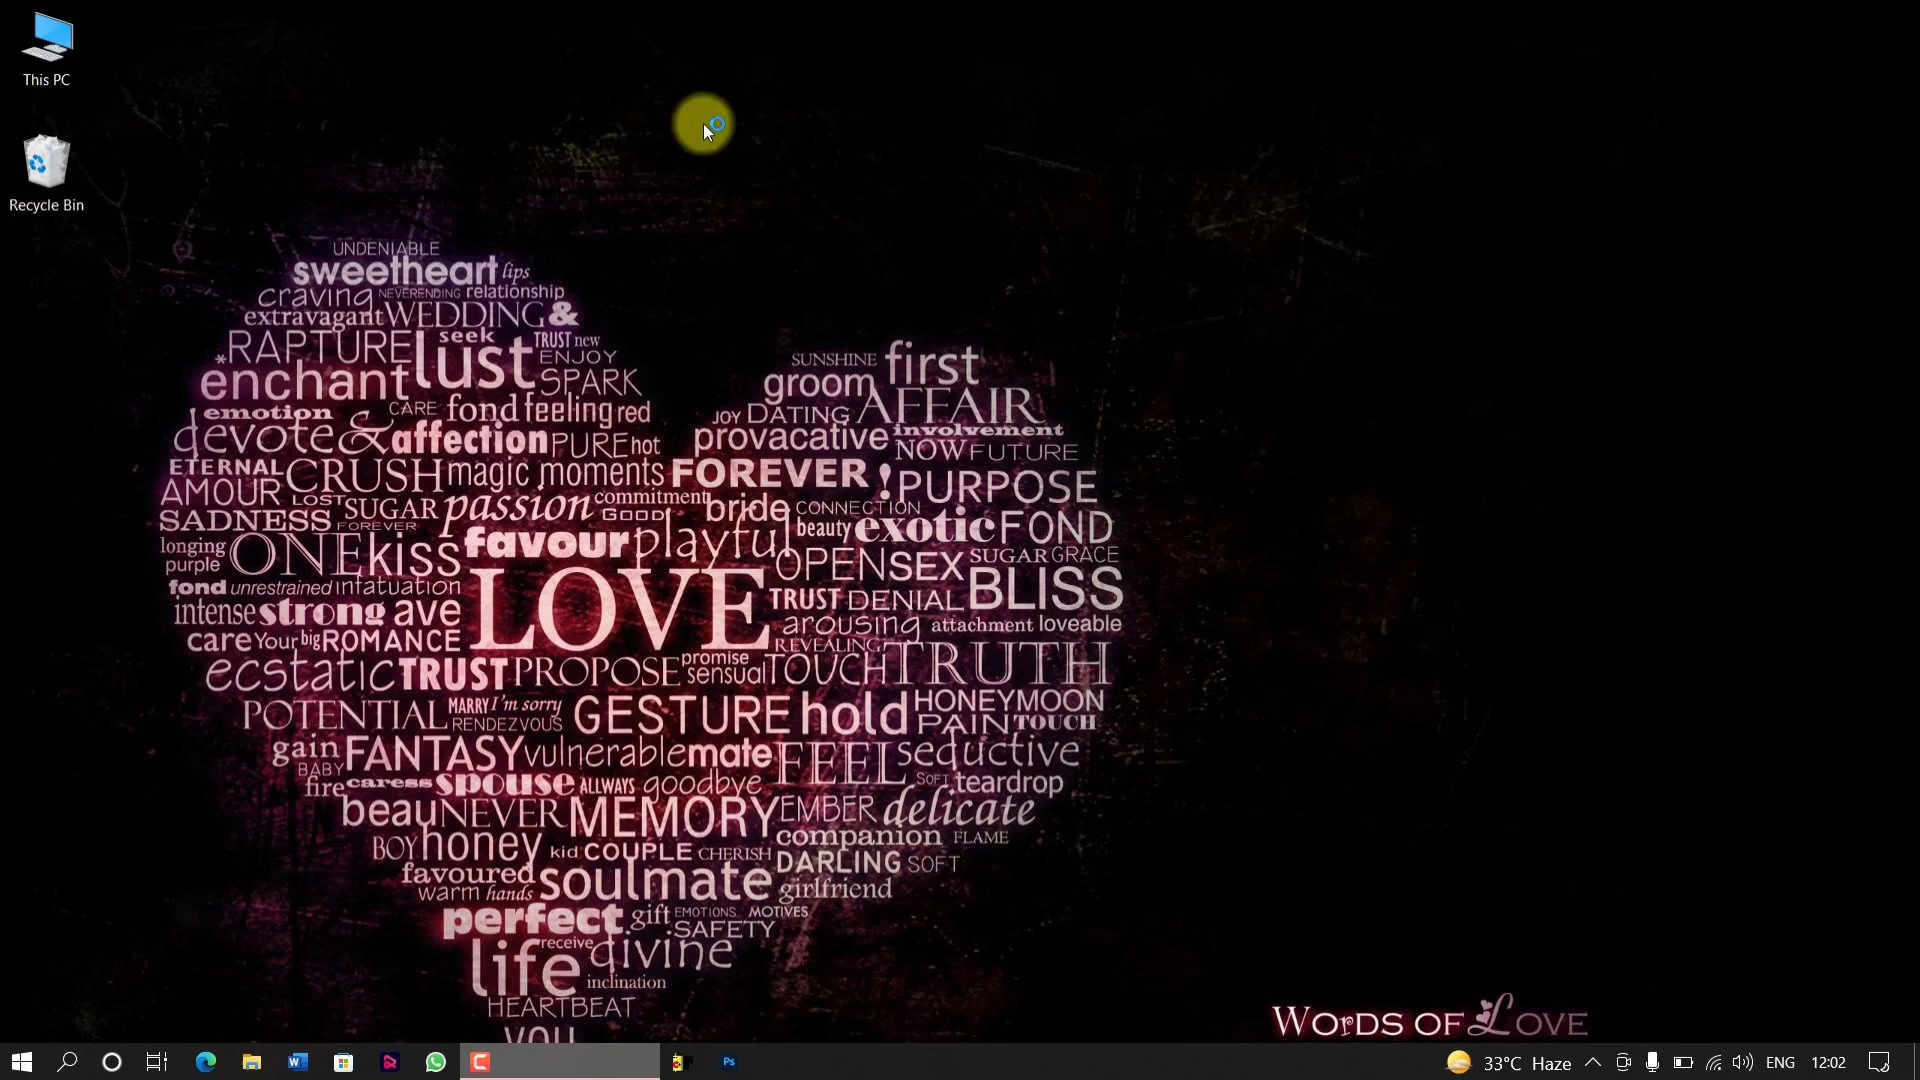 This PC
Recycle Bin
UNDENIABLE
sweetheart lips
craving NEVERENDING relationship
extravagant WEDDING &
*RAPTURE lust seek TRUST new
ENJOY
enchant SPARK
emotion CARE fond feeling red
devote & affection PURE hot
ETERNAL CRUSH magic moments FOREVER!
AMOUR LOST SUGAR passion commitment
GOOD bride CONNECTION
SADNESS FOREVER
longing ONE kiss favour playful
purple
fond unrestrained infatuation
intense strong ave LOVE
care Your big ROMANCE
SUNSHINE first
groom AFFAIR
JOY DATING
provacative involvement
NOW FUTURE
PURPOSE
beauty exotic FOND
OPEN SEX SUGAR GRACE
TRUST DENIAL BLISS
arousing attachment loveable
REVEALING
ecstatic TRUST PROPOSE promise TOUCH TRUTH
sensual
POTENTIAL MARRY I'm sorry GESTURE hold HONEYMOON
RENDEZVOUS PAIN TOUCH
gain FANTASY vulnerable mate FEEL seductive
BABY
fire caress spouse ALLWAYS goodbye SOFT teardrop
beau NEVER MEMORY EMBER delicate
companion FLAME
BOY honey kid COUPLE CHERISH DARLING SOFT
favoured soulmate girlfriend
warm hands
perfect gift EMOTIONS MOTIVES
SAFETY
life receive divine
inclination
HEARTBEAT
YOU
WORDS OF LOVE
33°C Haze ENG 12:02
W
Ps
C